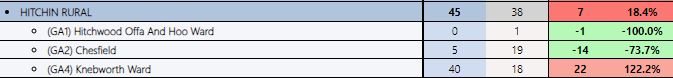 HITCHIN RURAL 45 38 7 18.4%
(GA1) Hitchwood Offa And Hoo Ward 0 1 -1 -100.0%
(GA2) Chesfield 5 19 -14 -73.7%
(GA4) Knebworth Ward 40 18 22 122.2%